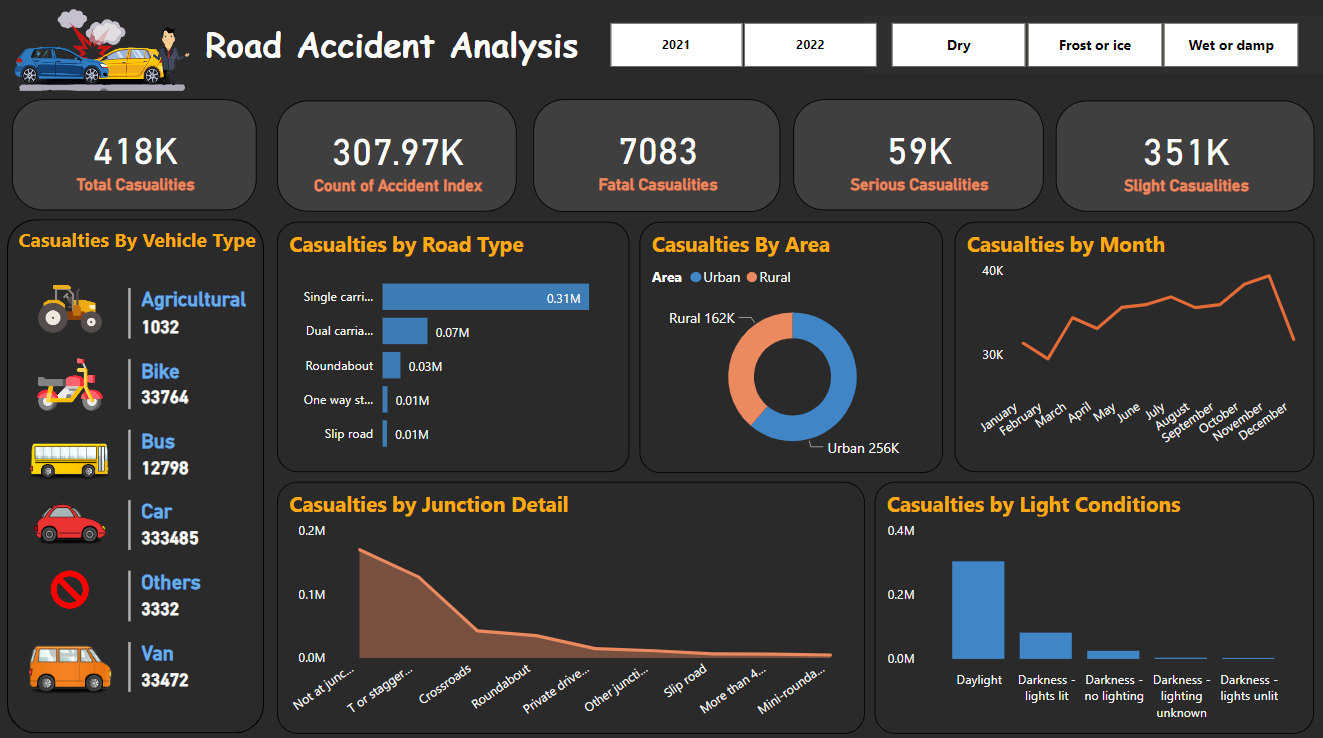 Road Accident Analysis
2021
2022
Dry
Frost or ice
Wet or damp
418K
Total Casualities
307.97K
Count of Accident Index
7083
Fatal Casualities
59K
Serious Casualities
351K
Slight Casualities
Casualties By Vehicle Type
Agricultural
1032
Bike
33764
Bus
12798
Car
333485
Others
3332
Van
33472
Casualties by Road Type
Single carri...
0.31M
Dual carria...
0.07M
Roundabout
0.03M
One way st...
0.01M
Slip road
0.01M
Casualties By Area
Area Urban Rural
Rural 162K
Urban 256K
Casualties by Month
40K
30K
January
February
March
April
May
June
July
August
September
October
November
December
Casualties by Junction Detail
0.2M
0.1M
0.0M
Not at junc...
T or stagger...
Crossroads
Roundabout
Private drive...
Other juncti...
Slip road
More than 4...
Mini-rounda...
Casualties by Light Conditions
0.4M
0.2M
0.0M
Daylight
Darkness -
lights lit
Darkness -
no lighting
Darkness -
lighting
unknown
Darkness -
lights unlit